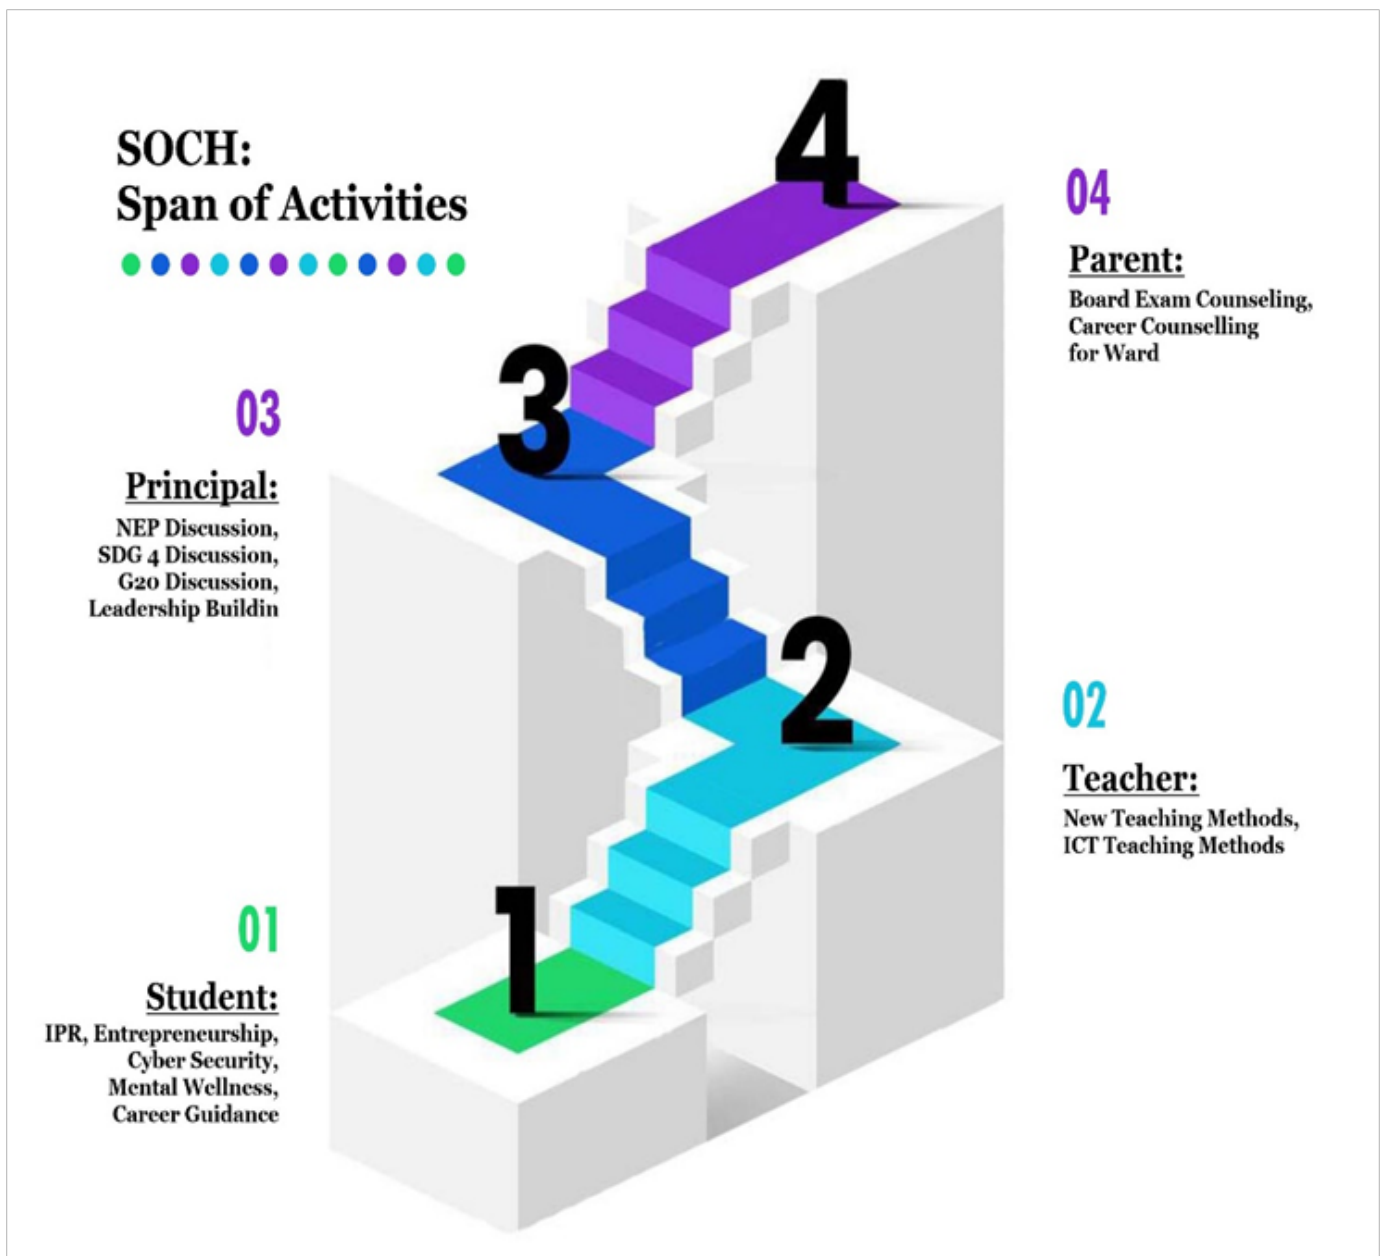 SOCH:
Span of Activities
4
04
Parent:
Board Exam Counseling,
Career Counselling
for Ward
3
03
Principal:
NEP Discussion,
SDG 4 Discussion,
G20 Discussion,
Leadership Buildin
2
02
Teacher:
New Teaching Methods,
ICT Teaching Methods
1
01
Student:
IPR, Entrepreneurship,
Cyber Security,
Mental Wellness,
Career Guidance